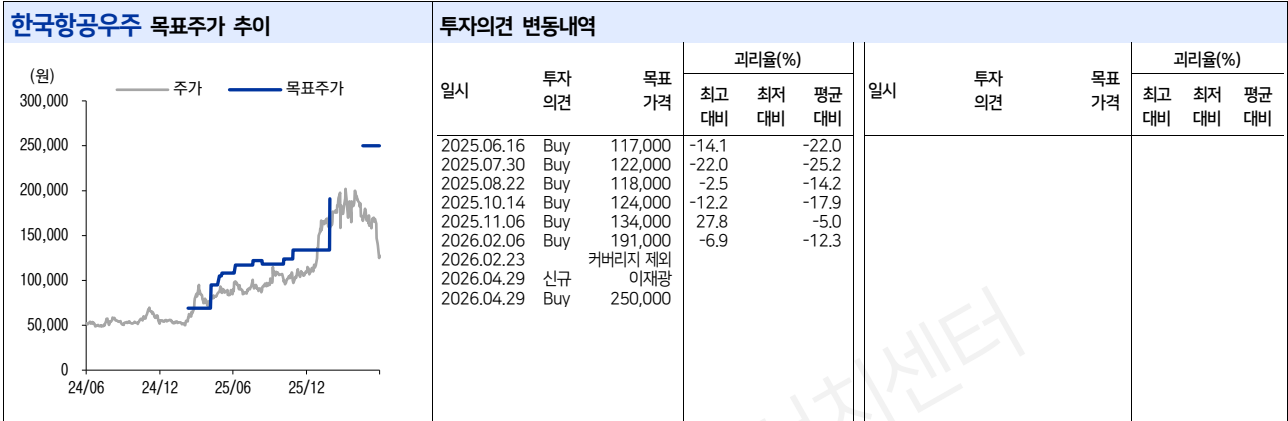 한국항공우주 목표주가 추이
(원)
주가 목표주가
300,000
250,000
200,000
150,000
100,000
50,000
0
24/06 24/12 25/06 25/12
투자의견 변동내역
일시 투자의견 목표가격 괴리율(%)
최고대비 최저대비 평균대비
2025.06.16 Buy 117,000 -14.1 -22.0
2025.07.30 Buy 122,000 -22.0 -25.2
2025.08.22 Buy 118,000 -2.5 -14.2
2025.10.14 Buy 124,000 -12.2 -17.9
2025.11.06 Buy 134,000 27.8 -5.0
2026.02.06 Buy 191,000 -6.9 -12.3
2026.02.23 커버리지 제외
2026.04.29 신규 이재광
2026.04.29 Buy 250,000
일시 투자의견 목표가격 괴리율(%)
최고대비 최저대비 평균대비
센터